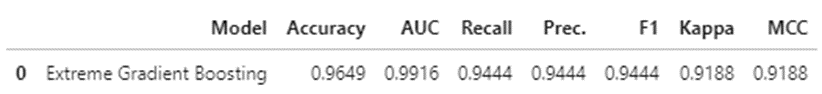 Model Accuracy AUC Recall Prec. F1 Kappa MCC
0 Extreme Gradient Boosting 0.9649 0.9916 0.9444 0.9444 0.9444 0.9188 0.9188